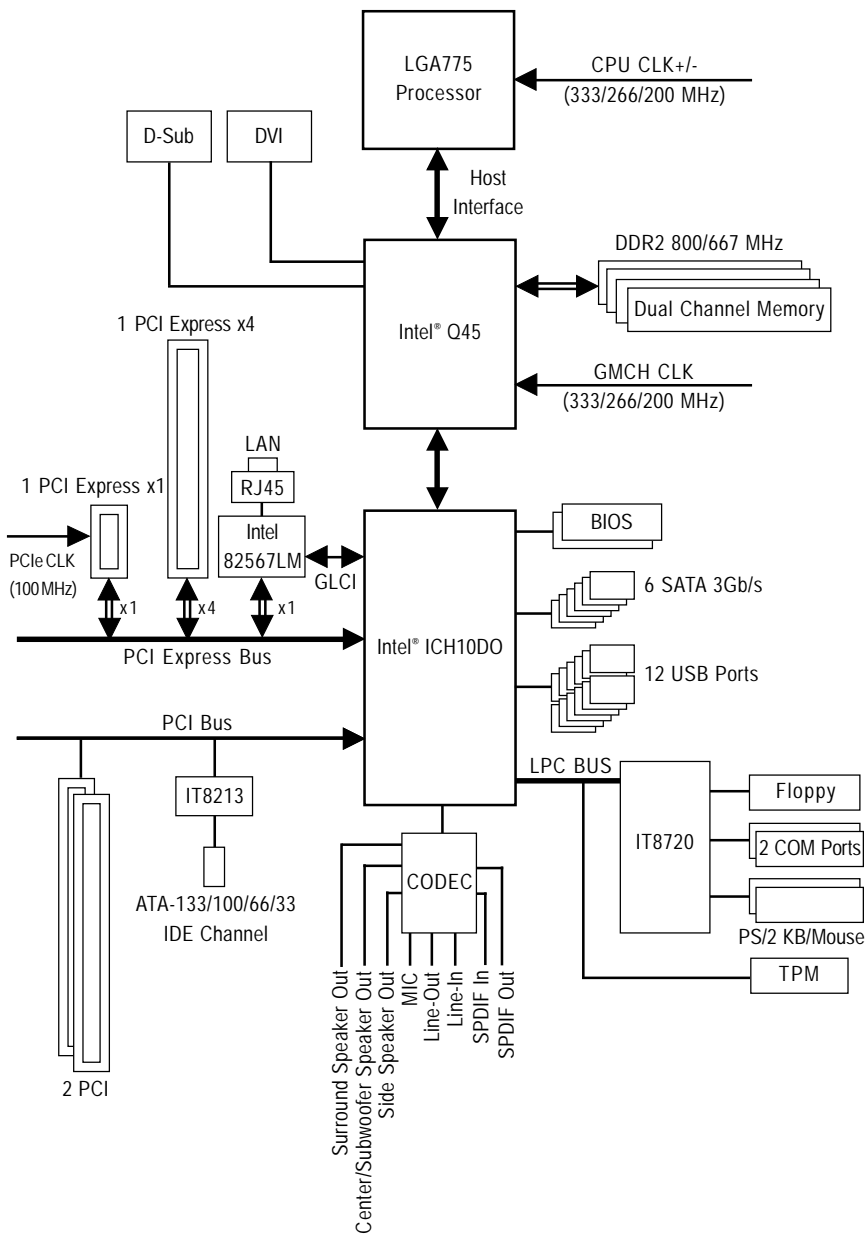 LGA775
Processor
CPU CLK+/-
(333/266/200 MHz)
D-Sub
DVI
Host
Interface
DDR2 800/667 MHz
Dual Channel Memory
Intel® Q45
1 PCI Express x4
GMCH CLK
(333/266/200 MHz)
LAN
RJ45
1 PCI Express x1
Intel
82567LM
BIOS
PCIe CLK
(100 MHz)
GLCI
6 SATA 3Gb/s
x1
x4
x1
Intel® ICH10DO
PCI Express Bus
12 USB Ports
PCI Bus
LPC BUS
IT8213
Floppy
IT8720
2 COM Ports
CODEC
ATA-133/100/66/33
IDE Channel
PS/2 KB/Mouse
TPM
Surround Speaker Out
Center/Subwoofer Speaker Out
Side Speaker Out
MIC
Line-Out
Line-In
SPDIF In
SPDIF Out
2 PCI